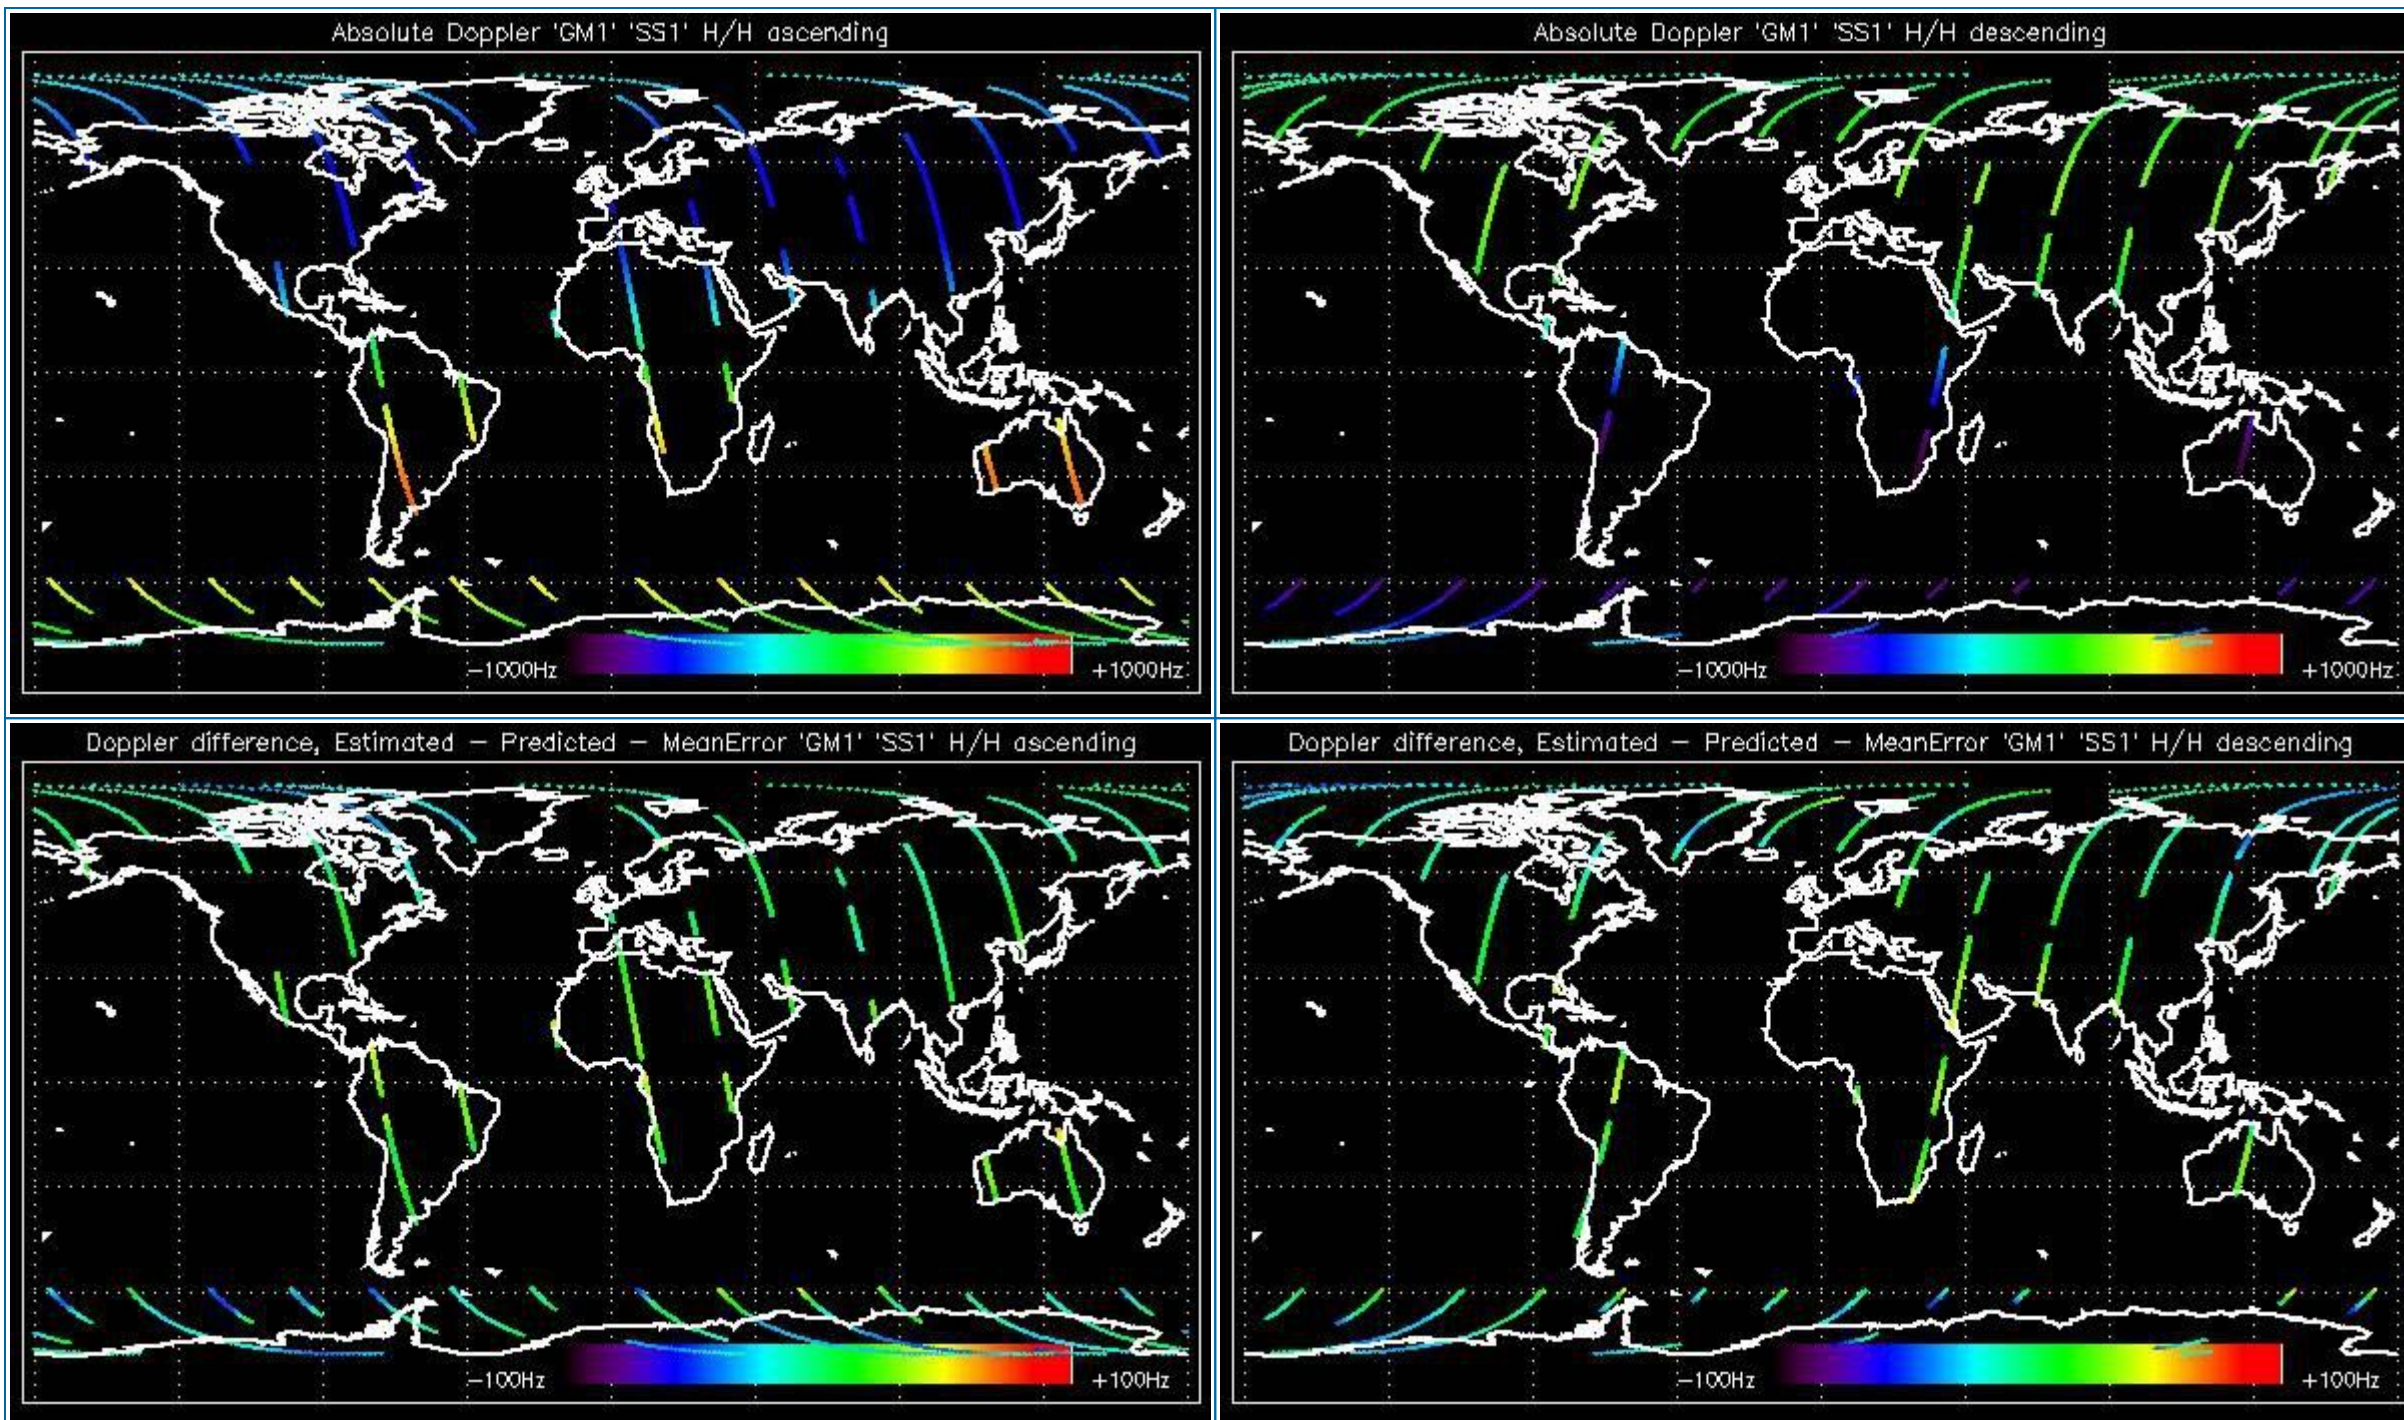 Absolute Doppler 'GM1' 'SS1' H/H ascending
-1000Hz
+1000Hz
Absolute Doppler 'GM1' 'SS1' H/H descending
-1000Hz
+1000Hz
Doppler difference, Estimated - Predicted - MeanError 'GM1' 'SS1' H/H ascending
-100Hz
+100Hz
Doppler difference, Estimated - Predicted - MeanError 'GM1' 'SS1' H/H descending
-100Hz
+100Hz